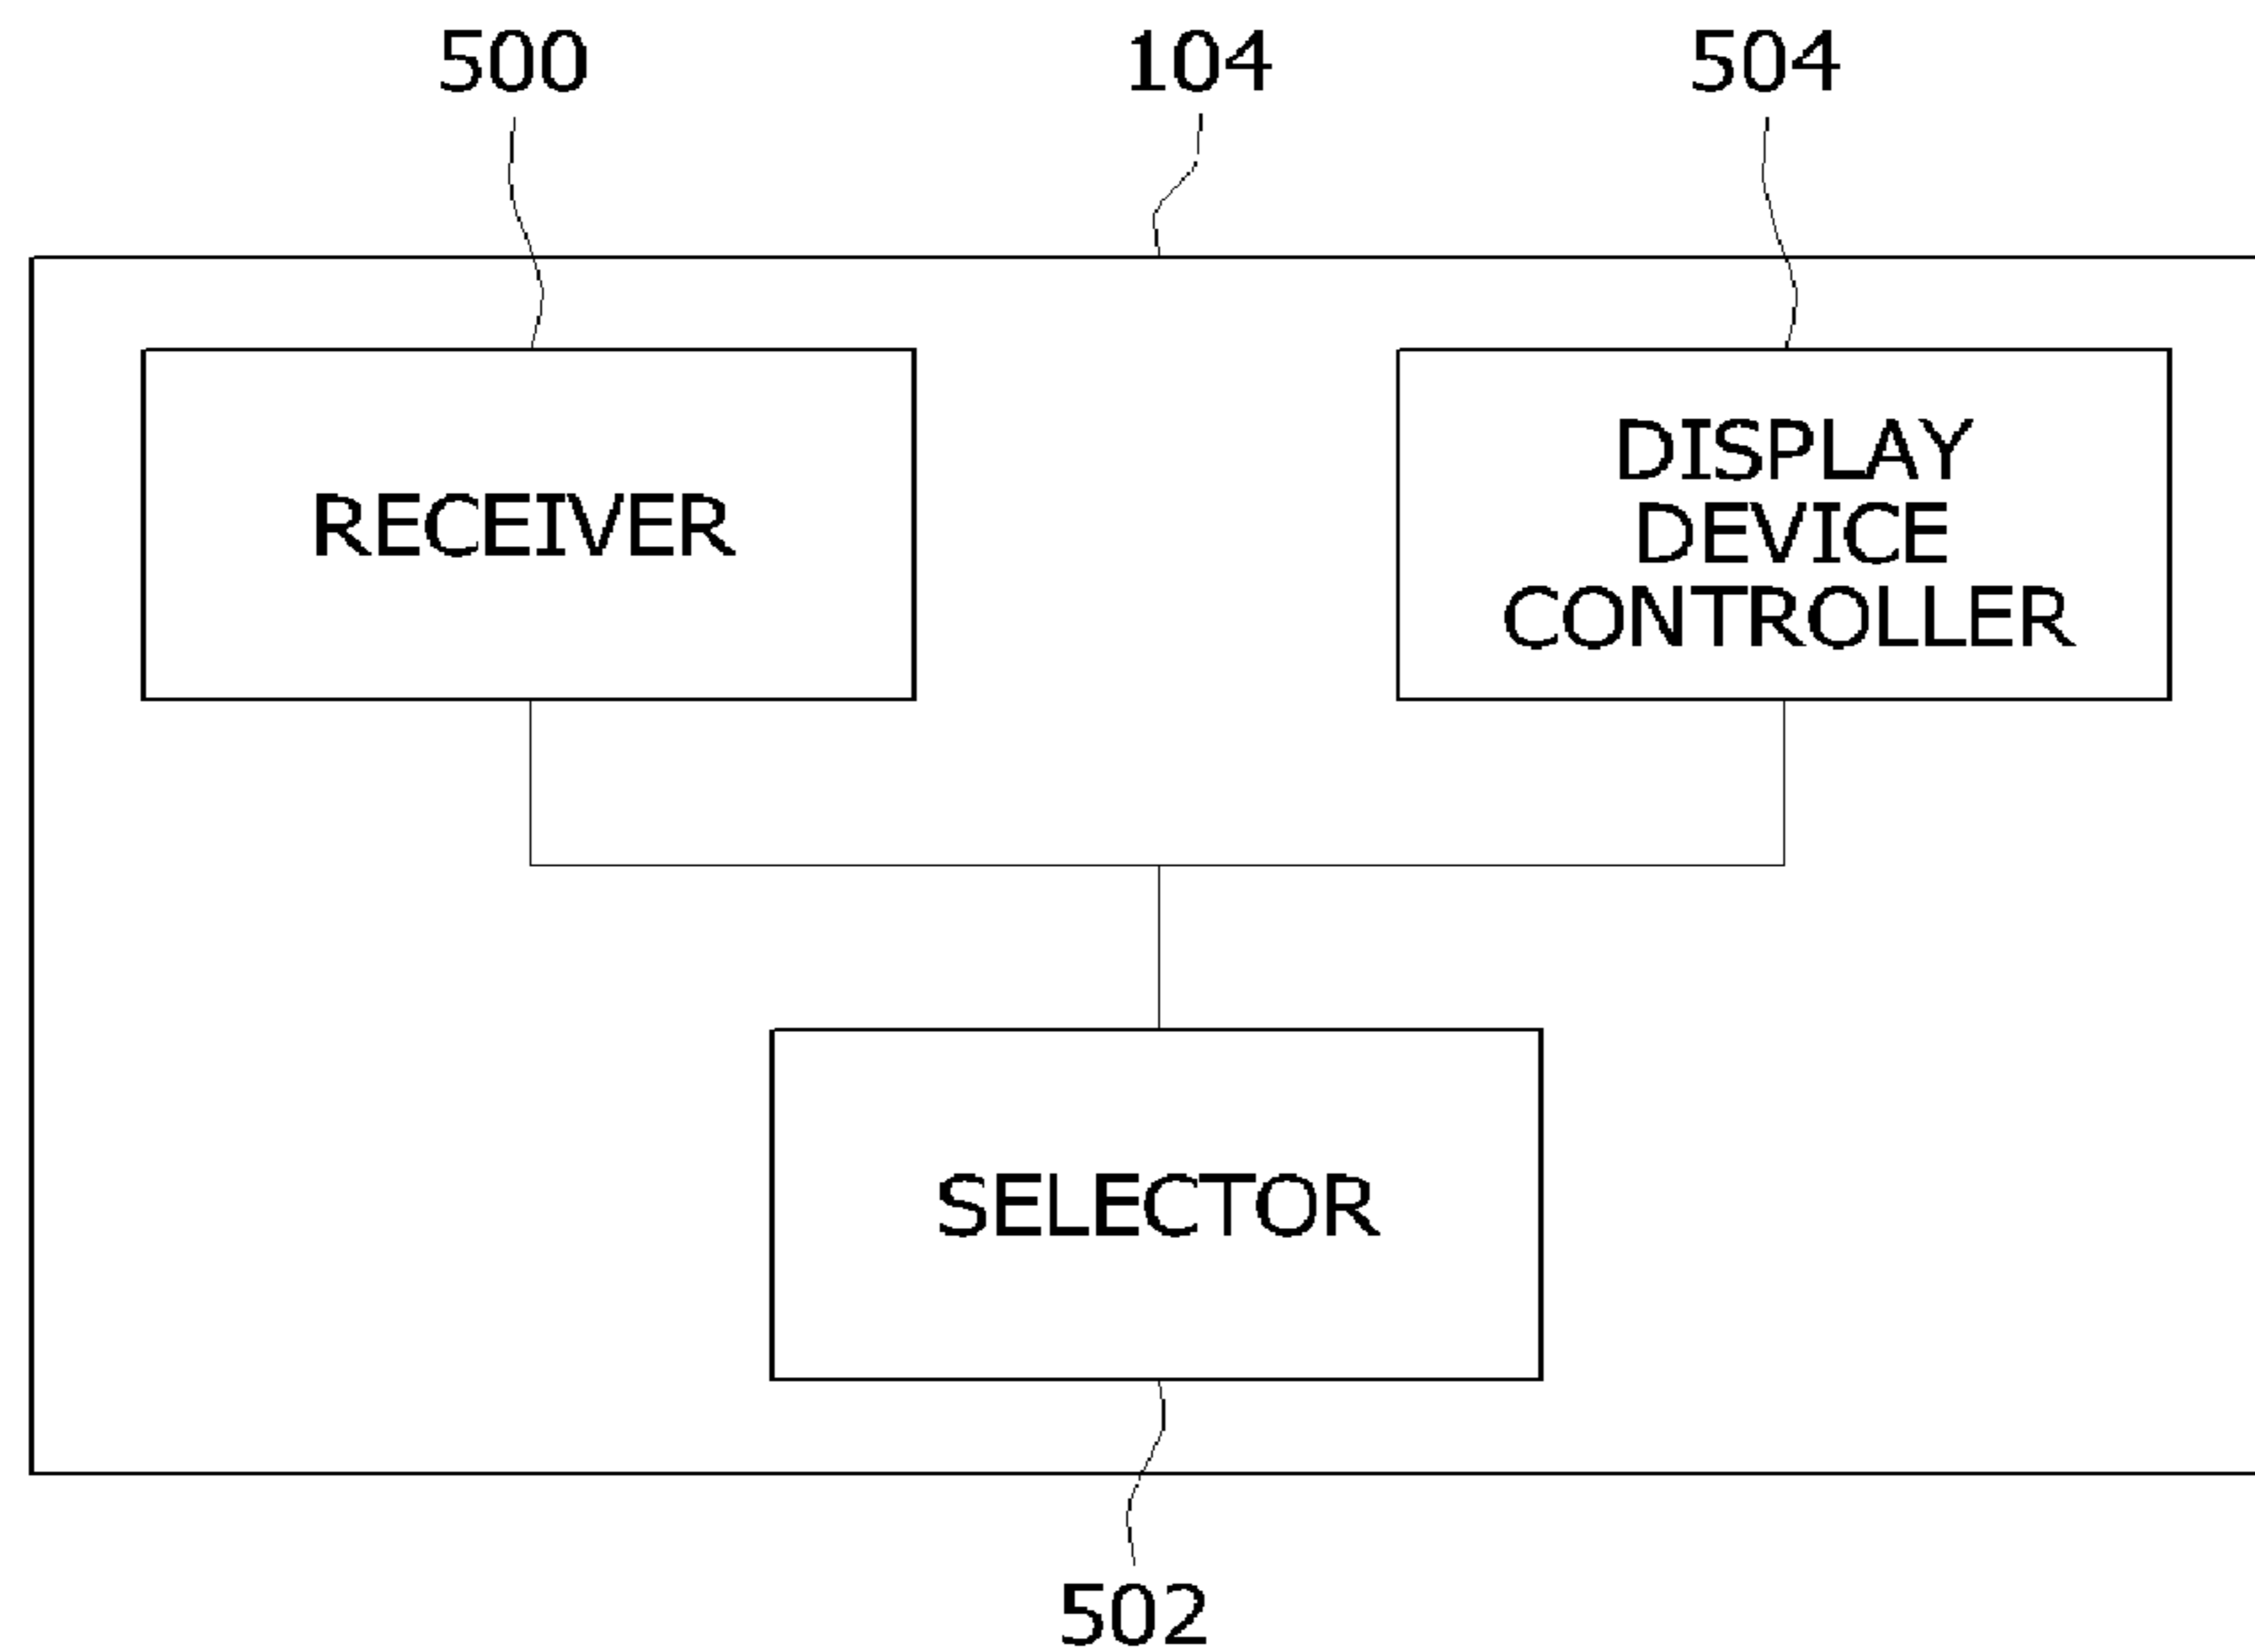 500
104
504
RECEIVER
DISPLAY
DEVICE
CONTROLLER
SELECTOR
502